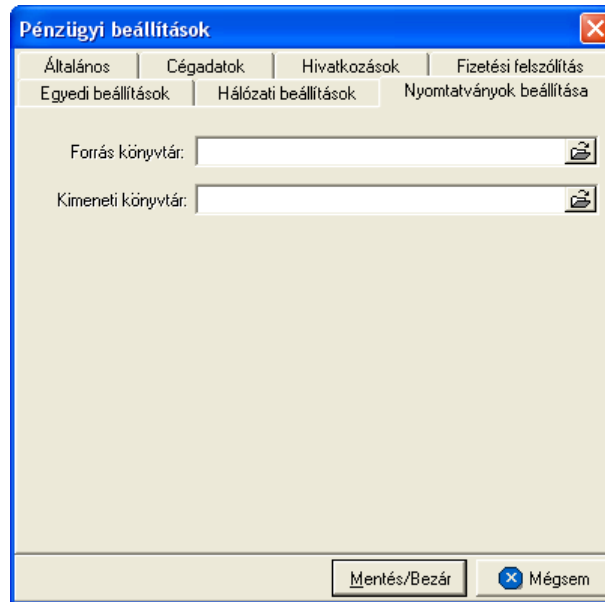 Pénzügyi beállítások
Általános Cégadatok Hivatkozások Fizetési felszólítás
Egyedi beállítások Hálózati beállítások Nyomtatványok beállítása
Forrás könyvtár:
Kimeneti könyvtár:
Mentés/Bezár Mégsem